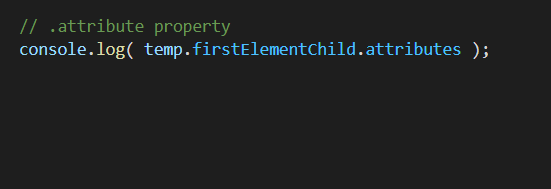 // .attribute property
console.log( temp.firstElementChild.attributes );